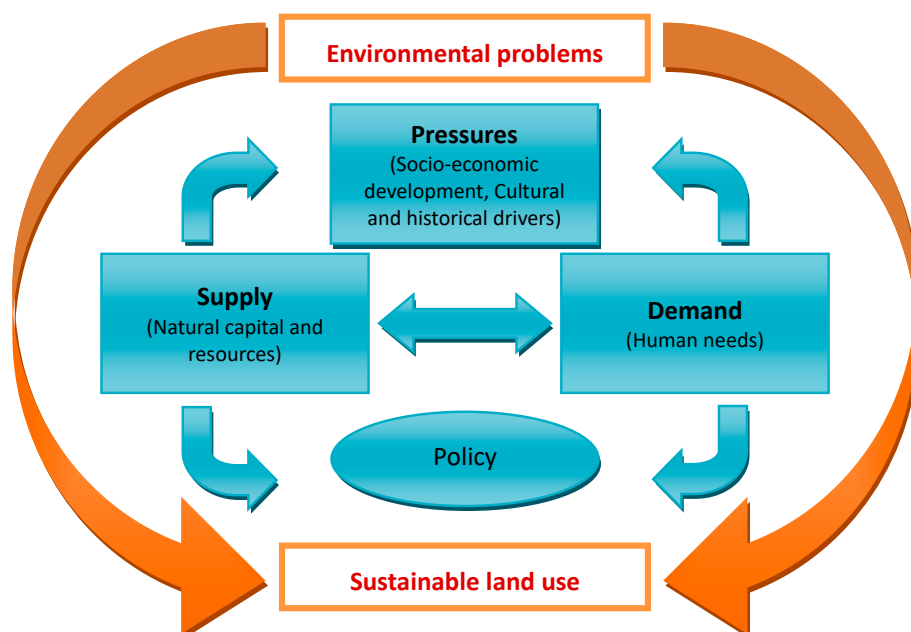 Environmental problems
Pressures
(Socio-economic
development, Cultural
and historical drivers)
Supply
(Natural capital and
resources)
Demand
(Human needs)
Policy
Sustainable land use